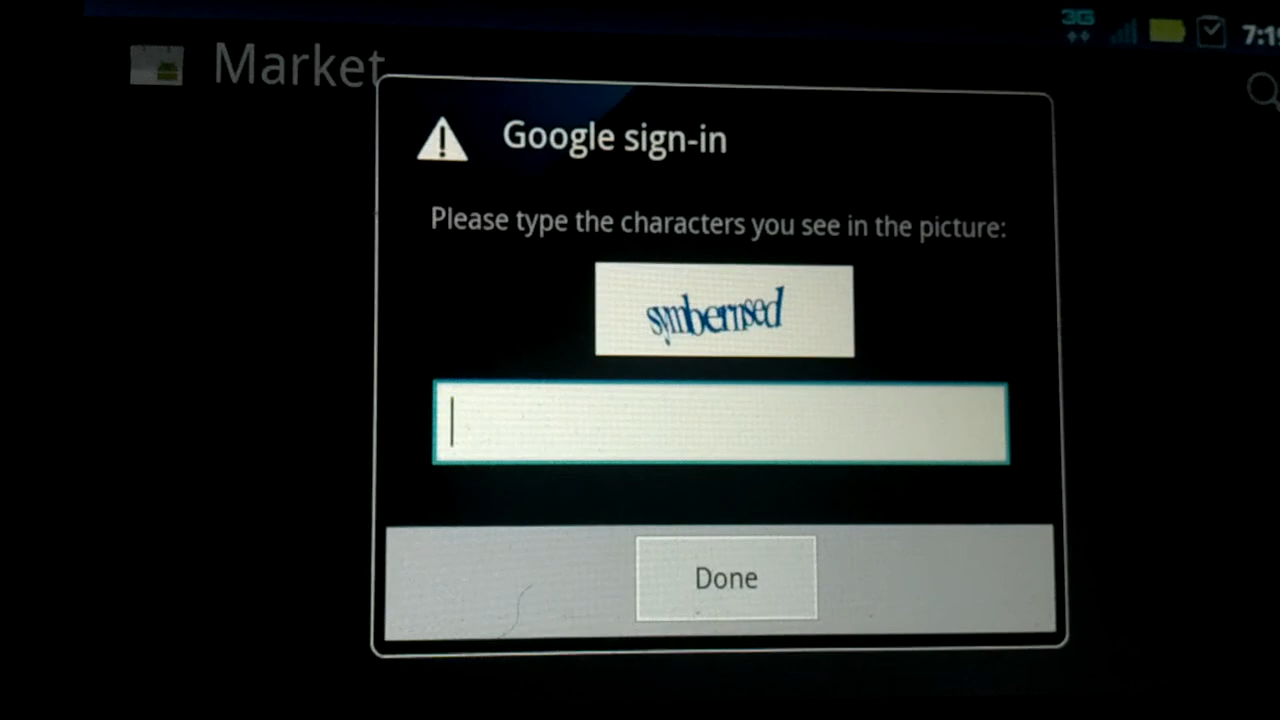 3G
Market
Google sign-in
Please type the characters you see in the picture:
Done